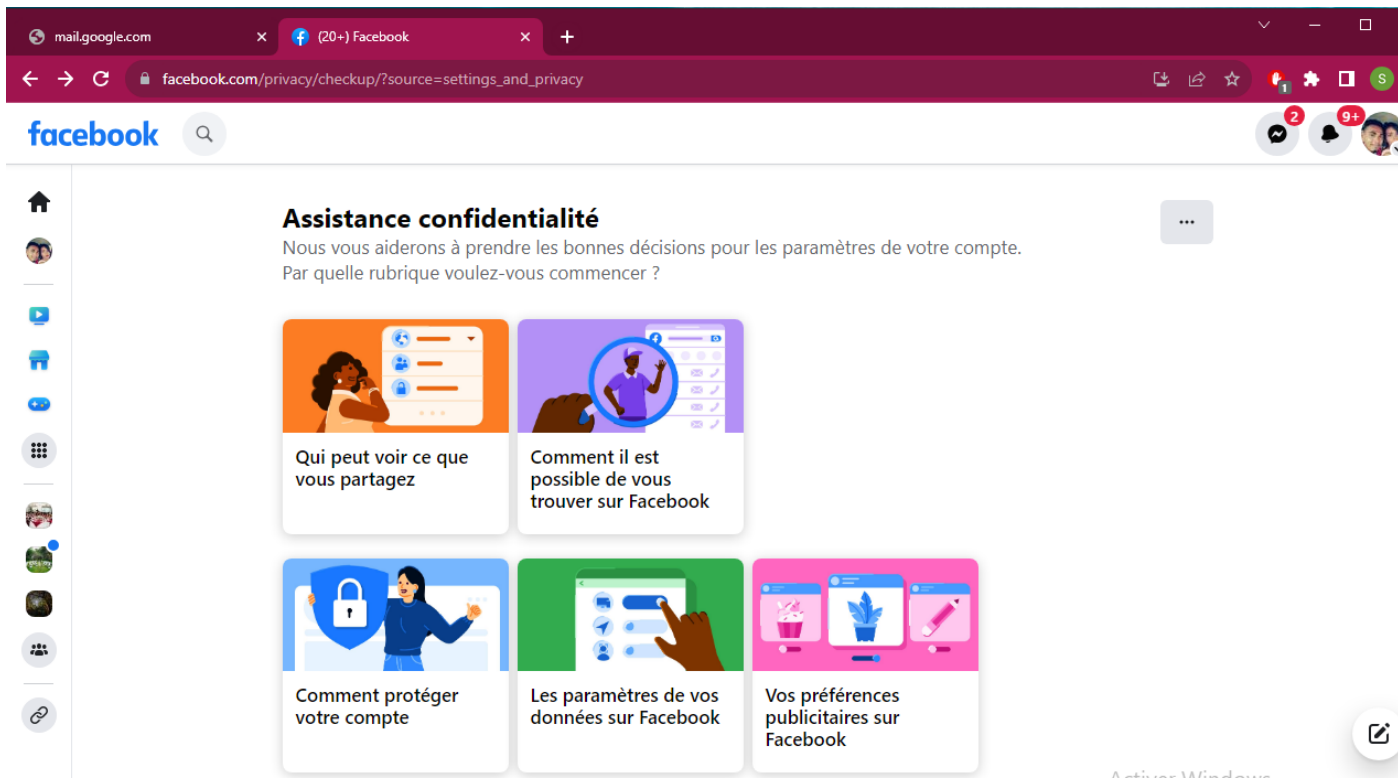 mail.google.com
(20+) Facebook
facebook.com/privacy/checkup/?source=settings_and_privacy
1
S
facebook
2
9+
Assistance confidentialité
...
Nous vous aiderons à prendre les bonnes décisions pour les paramètres de votre compte.
Par quelle rubrique voulez-vous commencer ?
Qui peut voir ce que
vous partagez
Comment il est
possible de vous
trouver sur Facebook
Comment protéger
votre compte
Les paramètres de vos
données sur Facebook
Vos préférences
publicitaires sur
Facebook
Activer Windows